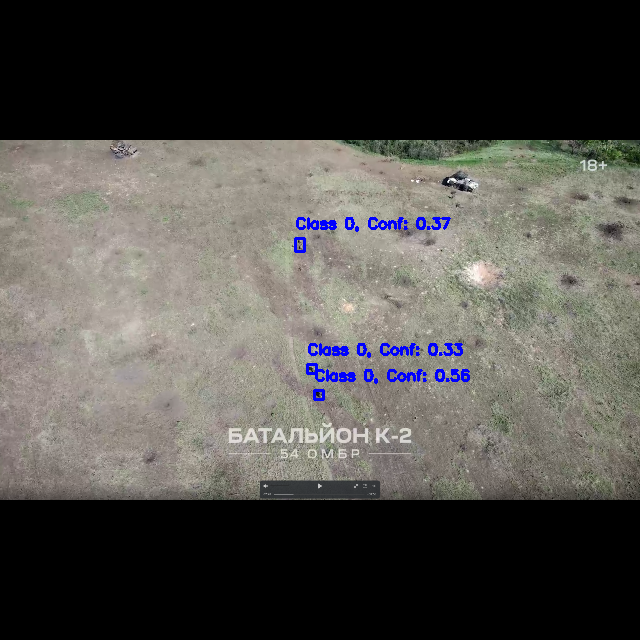 18+
Class 0, Conf: 0.37
Class 0, Conf: 0.33
Class 0, Conf: 0.56
БАТАЛЬЙОН К-2
54 ОМБР